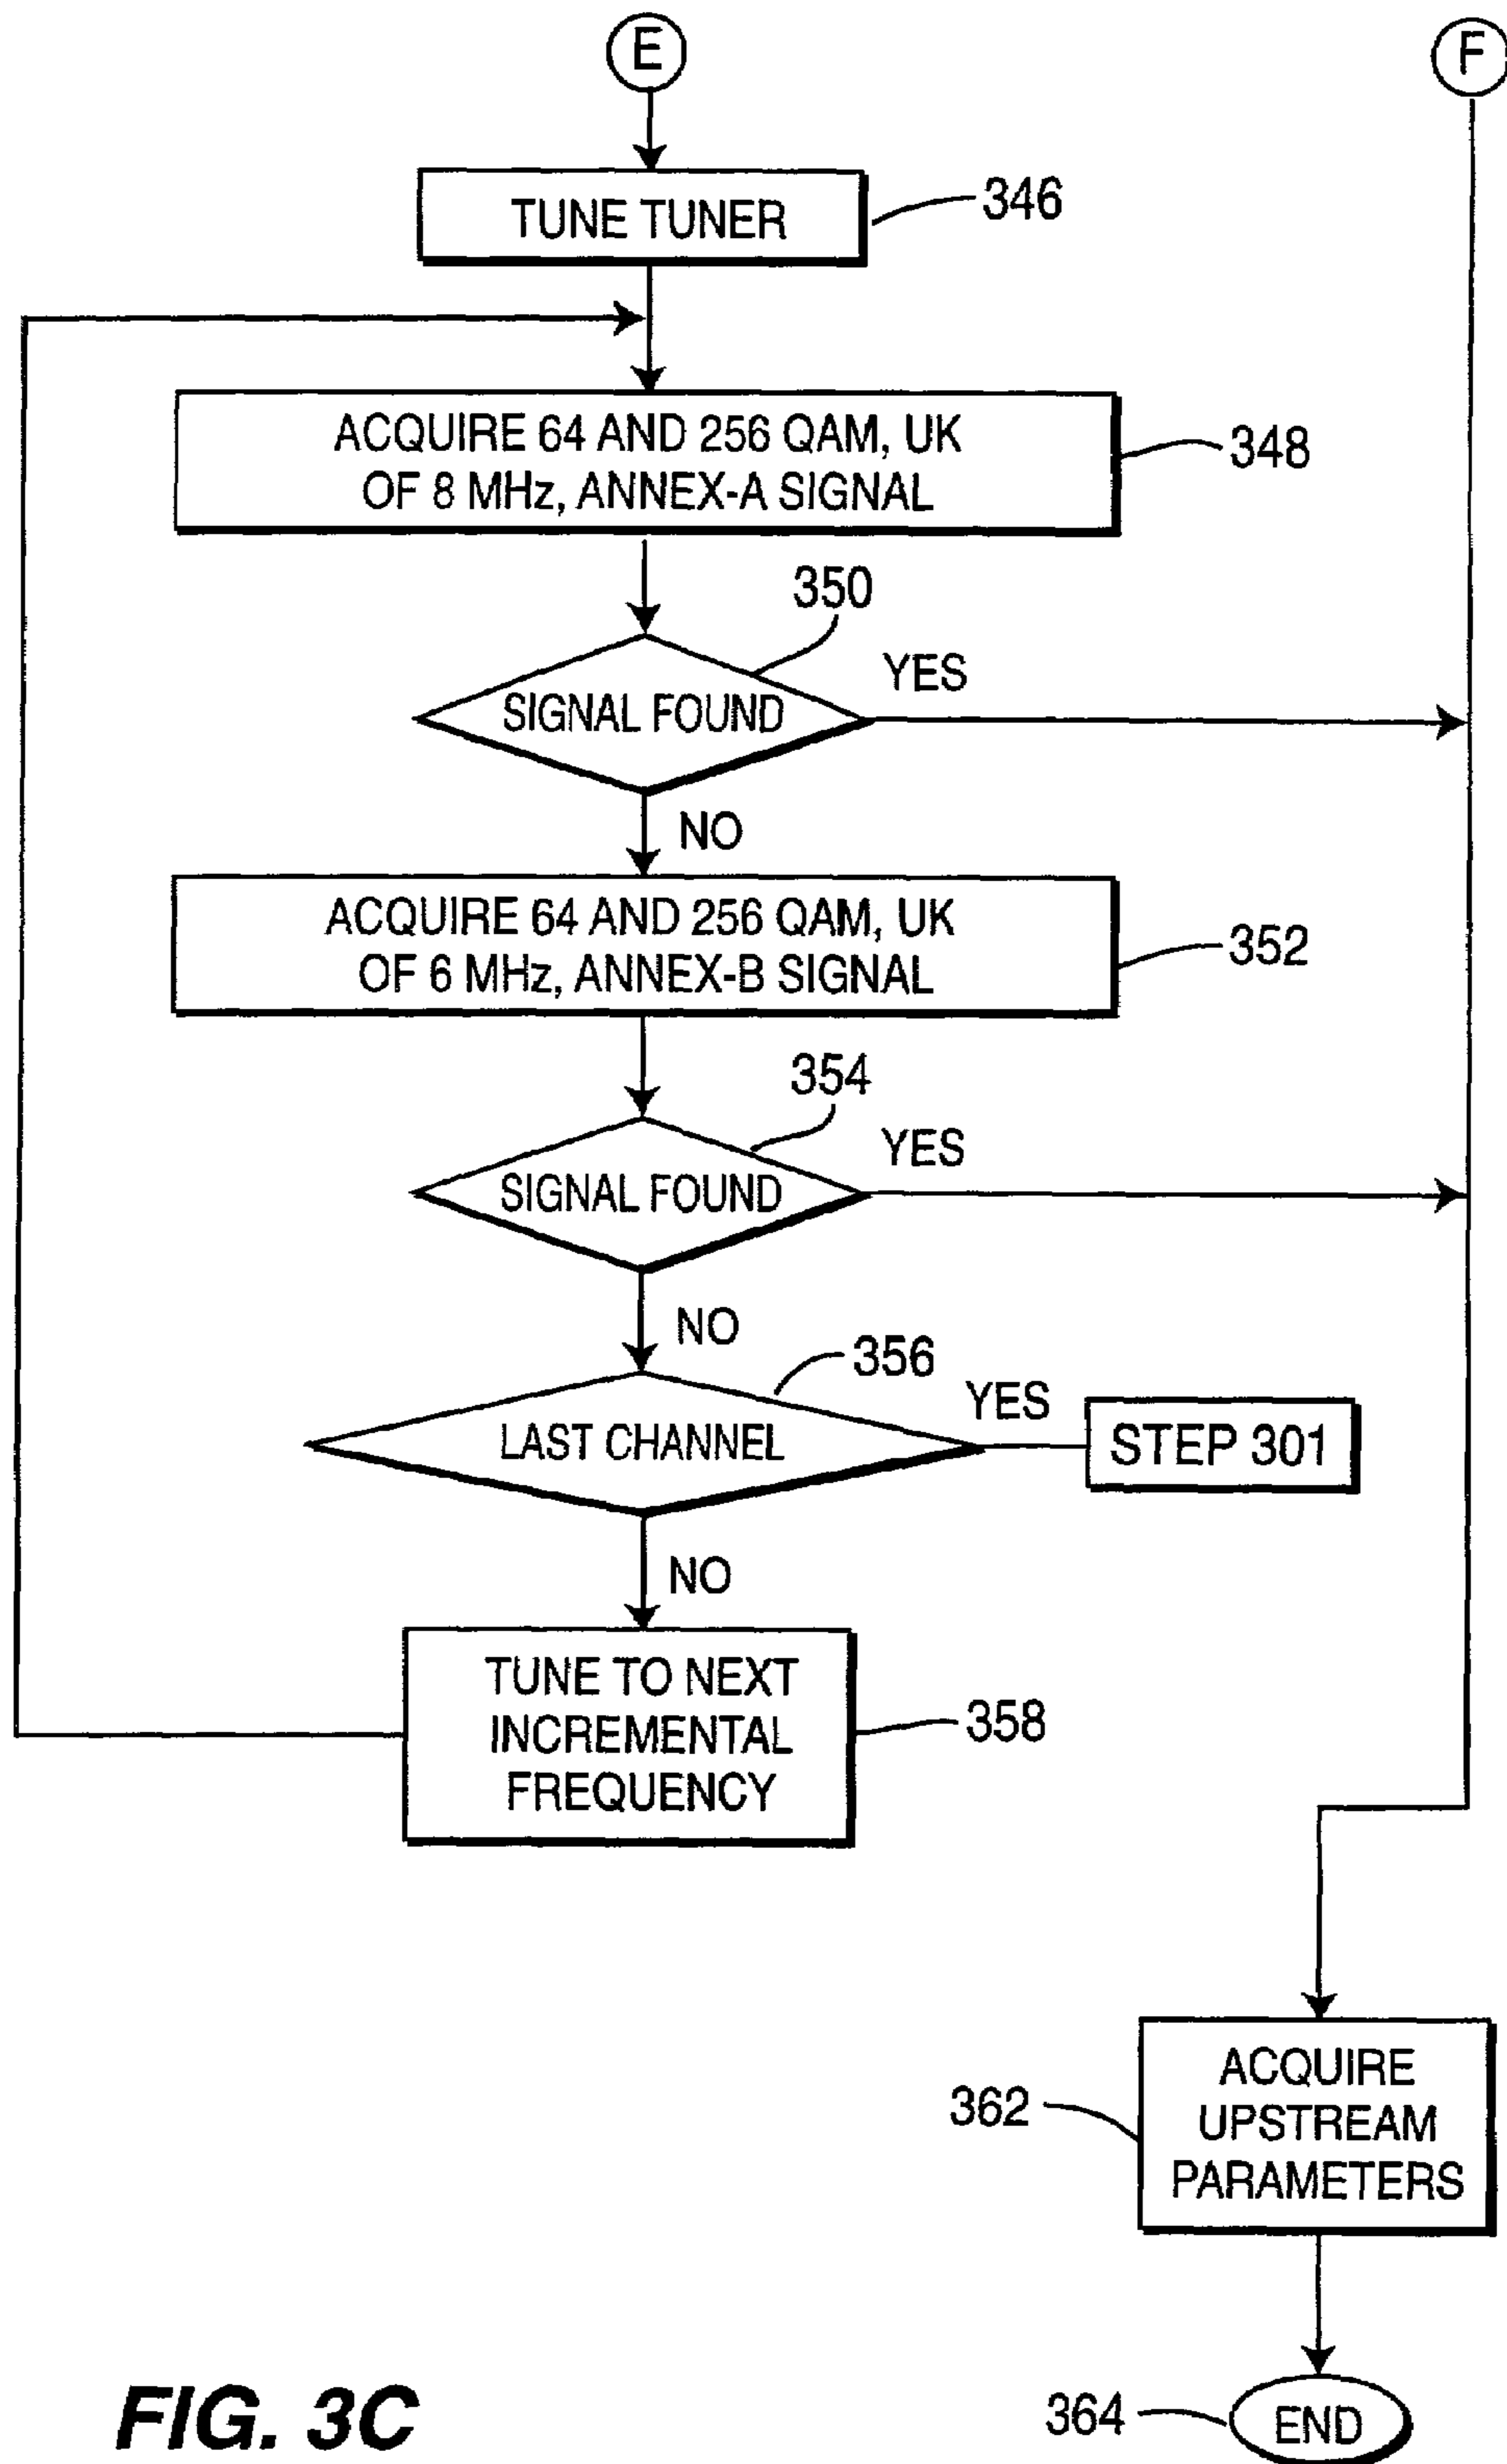 E
F
TUNE TUNER
346
ACQUIRE 64 AND 256 QAM, UK
OF 8 MHz, ANNEX-A SIGNAL
348
350
SIGNAL FOUND
YES
NO
ACQUIRE 64 AND 256 QAM, UK
OF 6 MHz, ANNEX-B SIGNAL
352
354
SIGNAL FOUND
YES
NO
356
LAST CHANNEL
YES
STEP 301
NO
TUNE TO NEXT
INCREMENTAL
FREQUENCY
358
ACQUIRE
UPSTREAM
PARAMETERS
362
364
END
FIG. 3C